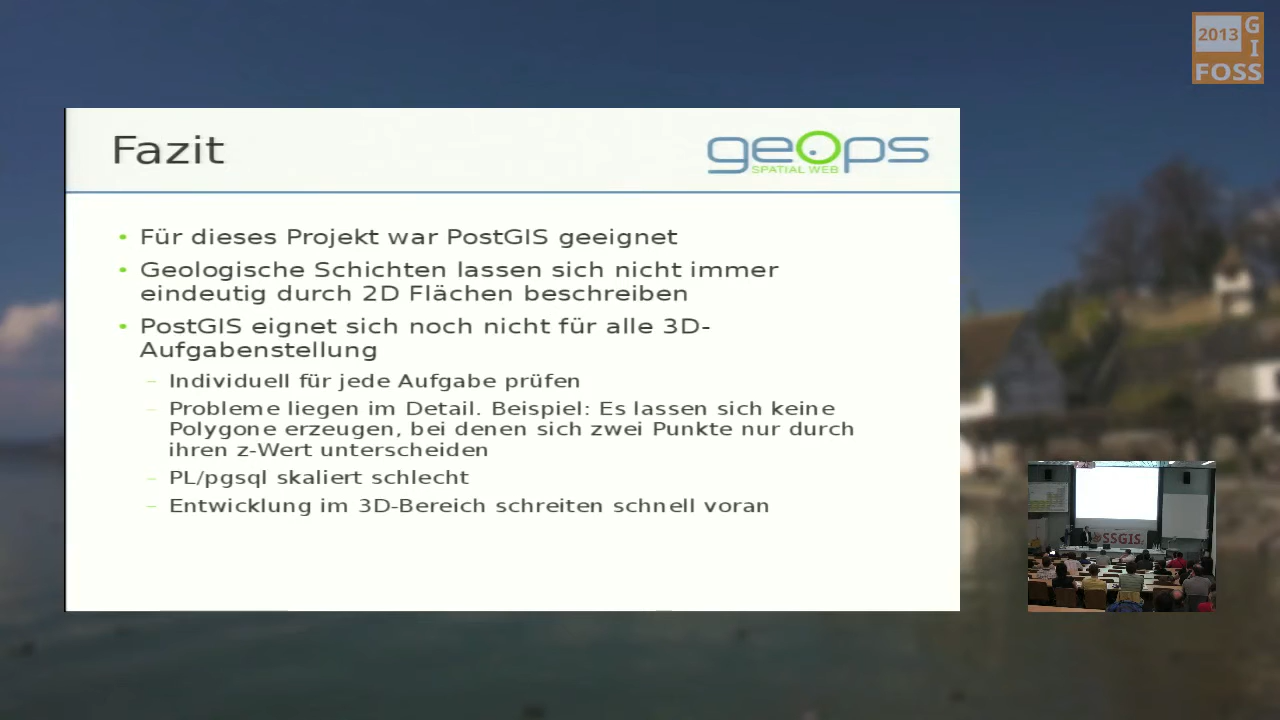 2013
G
I
FOSS
Fazit
geOps
SPATIAL WEB
• Für dieses Projekt war PostGIS geeignet
• Geologische Schichten lassen sich nicht immer
eindeutig durch 2D Flächen beschreiben
• PostGIS eignet sich noch nicht für alle 3D-
Aufgabenstellung
– Individuell für jede Aufgabe prüfen
– Probleme liegen im Detail. Beispiel: Es lassen sich keine
Polygone erzeugen, bei denen sich zwei Punkte nur durch
ihren z-Wert unterscheiden
– PL/pgsql skaliert schlecht
– Entwicklung im 3D-Bereich schreiten schnell voran
OSSGIS